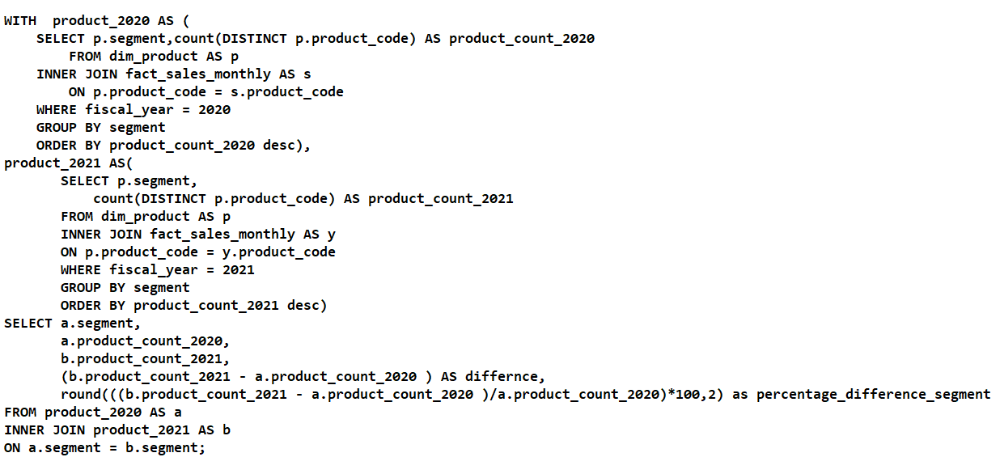 WITH  product_2020 AS (
    SELECT p.segment,count(DISTINCT p.product_code) AS product_count_2020
        FROM dim_product AS p
    INNER JOIN fact_sales_monthly AS s
        ON p.product_code = s.product_code
    WHERE fiscal_year = 2020
    GROUP BY segment
    ORDER BY product_count_2020 desc),
product_2021 AS(
       SELECT p.segment,
           count(DISTINCT p.product_code) AS product_count_2021
       FROM dim_product AS p
       INNER JOIN fact_sales_monthly AS y
       ON p.product_code = y.product_code
       WHERE fiscal_year = 2021
       GROUP BY segment
       ORDER BY product_count_2021 desc)
SELECT a.segment,
       a.product_count_2020,
       b.product_count_2021,
       (b.product_count_2021 - a.product_count_2020 ) AS differnce,
       round(((b.product_count_2021 - a.product_count_2020 )/a.product_count_2020)*100,2) as percentage_difference_segment
FROM product_2020 AS a
INNER JOIN product_2021 AS b
ON a.segment = b.segment;